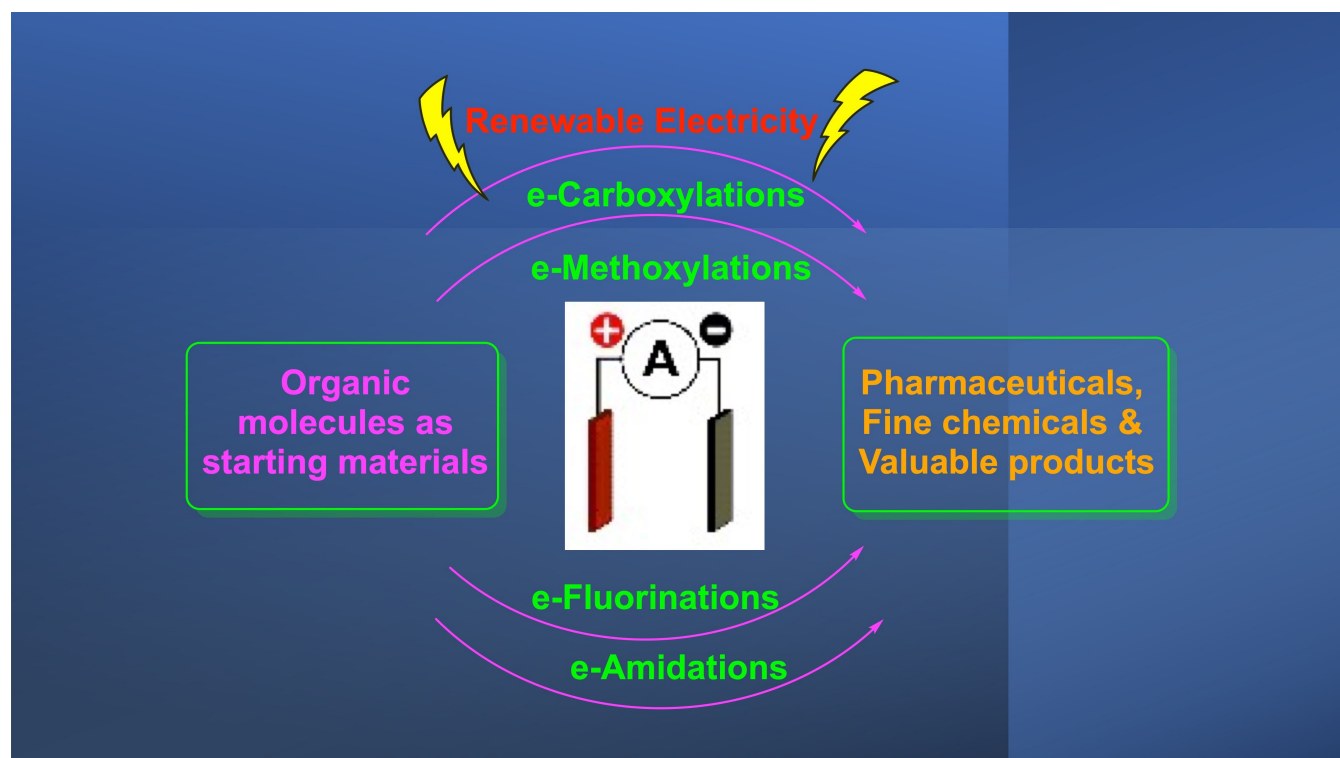 Renewable Electricity
e-Carboxylations
e-Methoxylations
+ A -
Organic
molecules as
starting materials
Pharmaceuticals,
Fine chemicals &
Valuable products
e-Fluorinations
e-Amidations